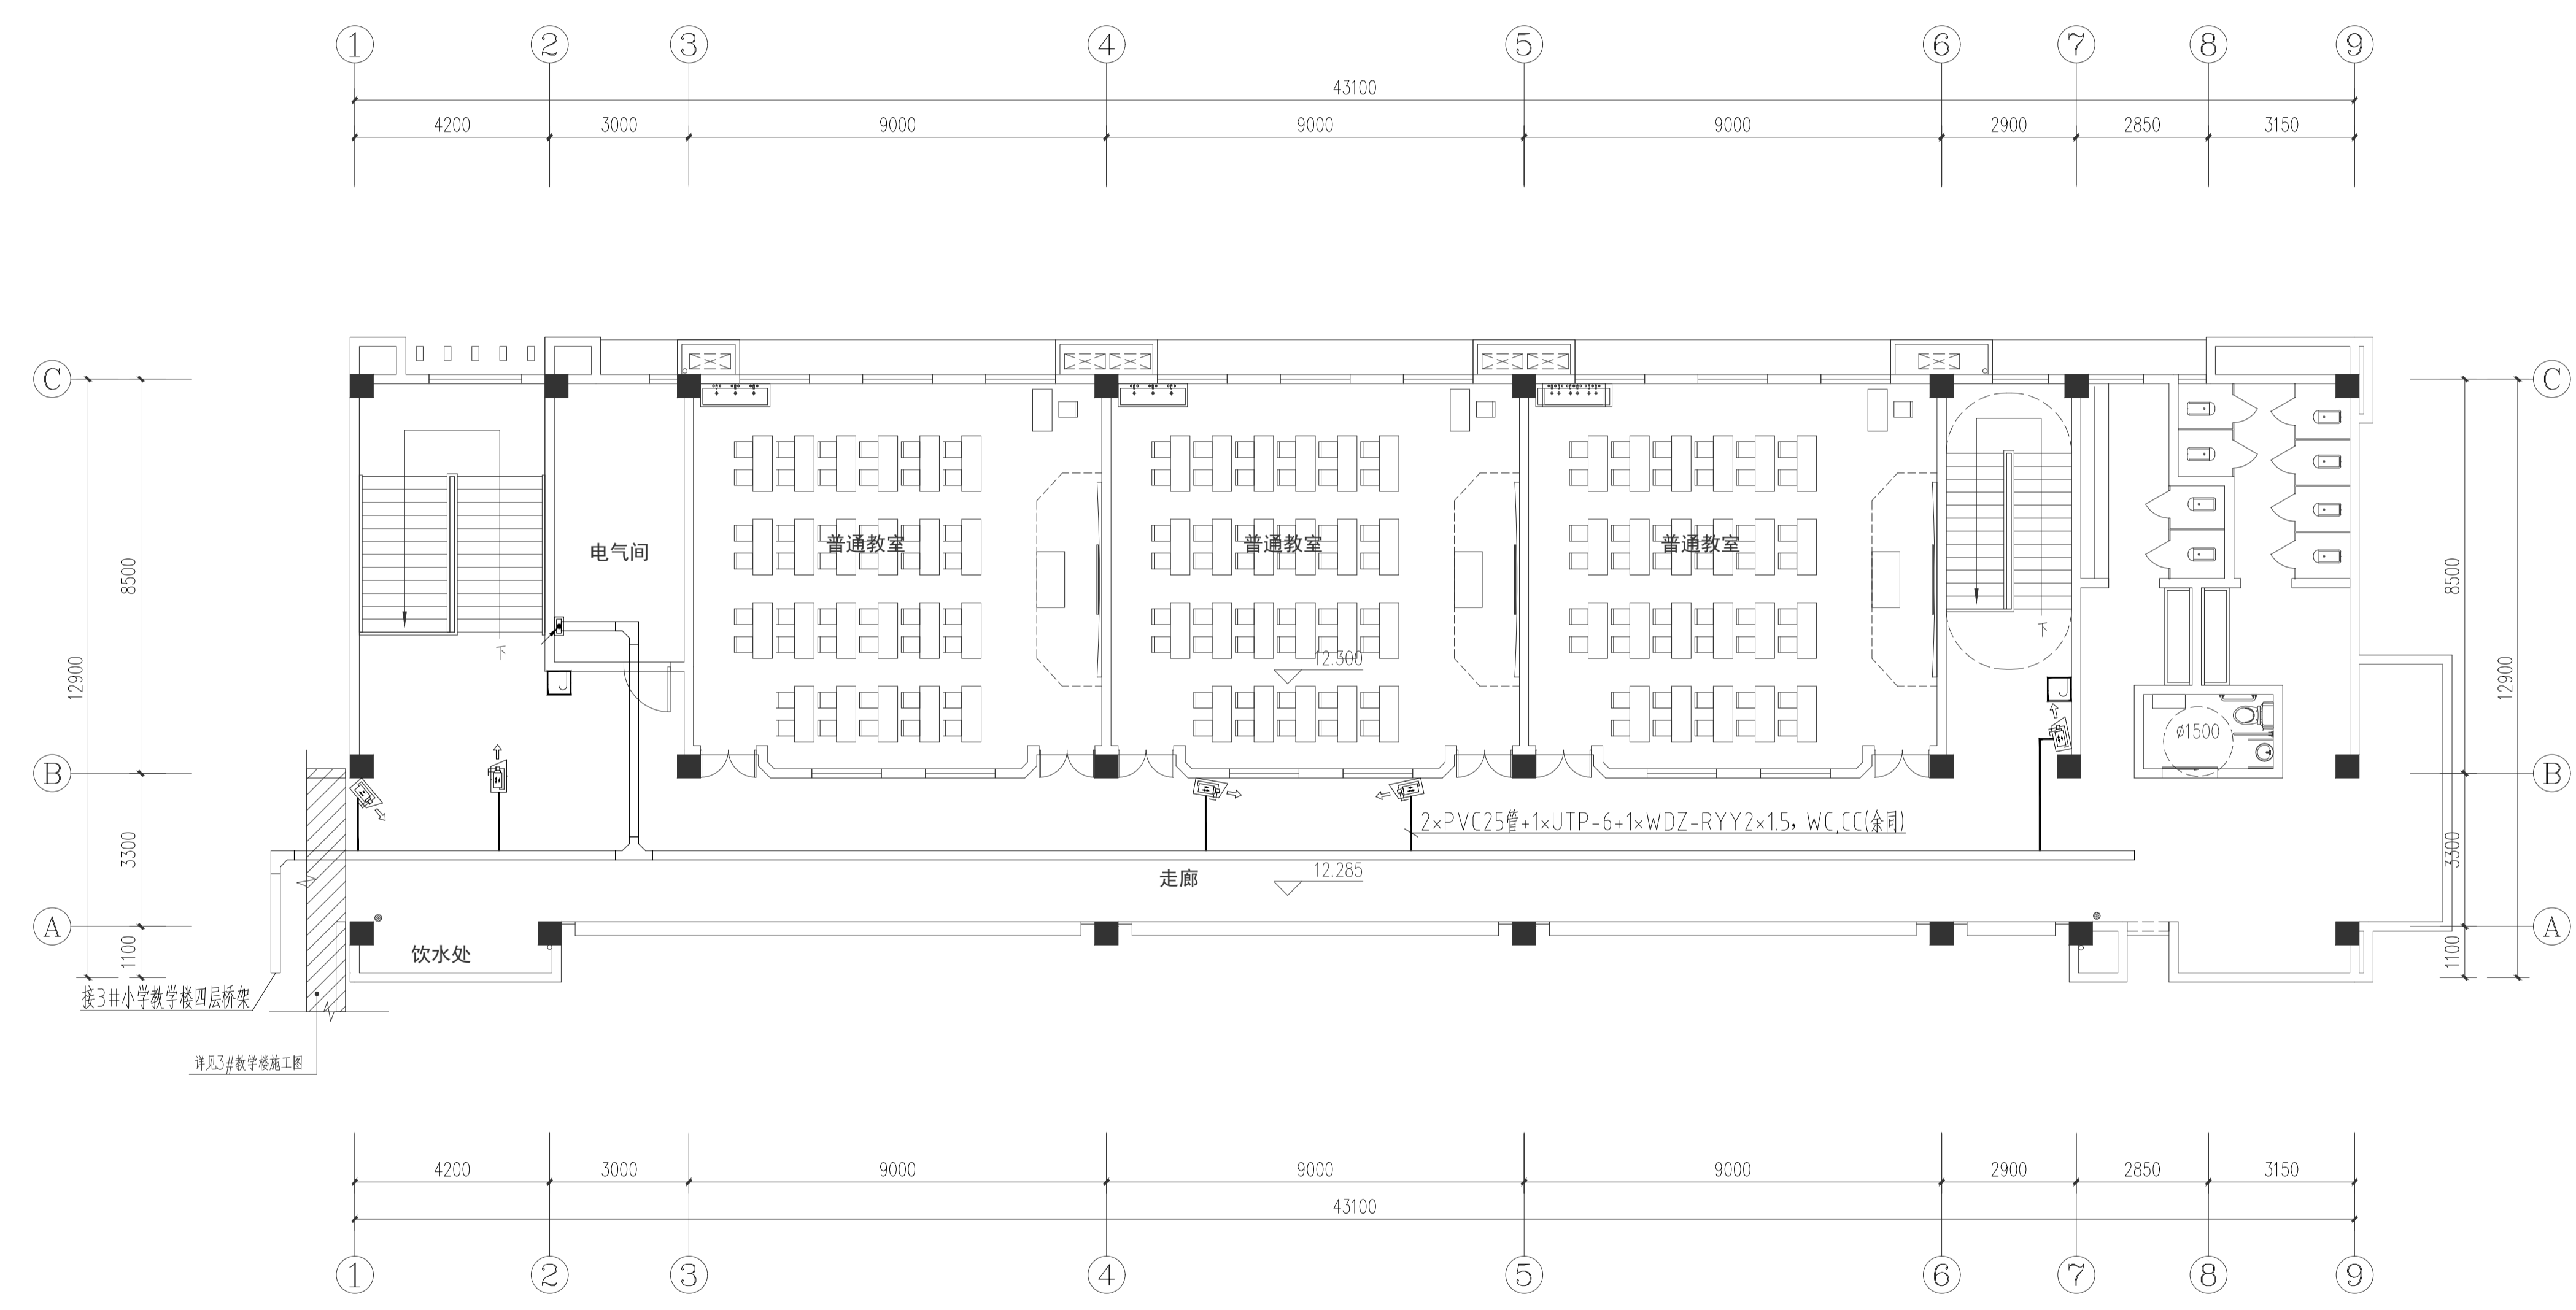 1 2 3 4 5 6 7 8 9
43100
4200 3000 9000 9000 9000 2900 2850 3150
C C
8500 8500
12900 12900
电气间 普通教室 普通教室 普通教室
下 下
12.300
J J
ø1500
B B
2×PVC25管+1×UTP-6+1×WDZ-RYY2×1.5，WC,CC(余同)
3300 3300
走廊 12.285
A A
1100 1100
饮水处
接3#小学教学楼四层桥架
详见3#教学楼施工图
4200 3000 9000 9000 9000 2900 2850 3150
43100
1 2 3 4 5 6 7 8 9